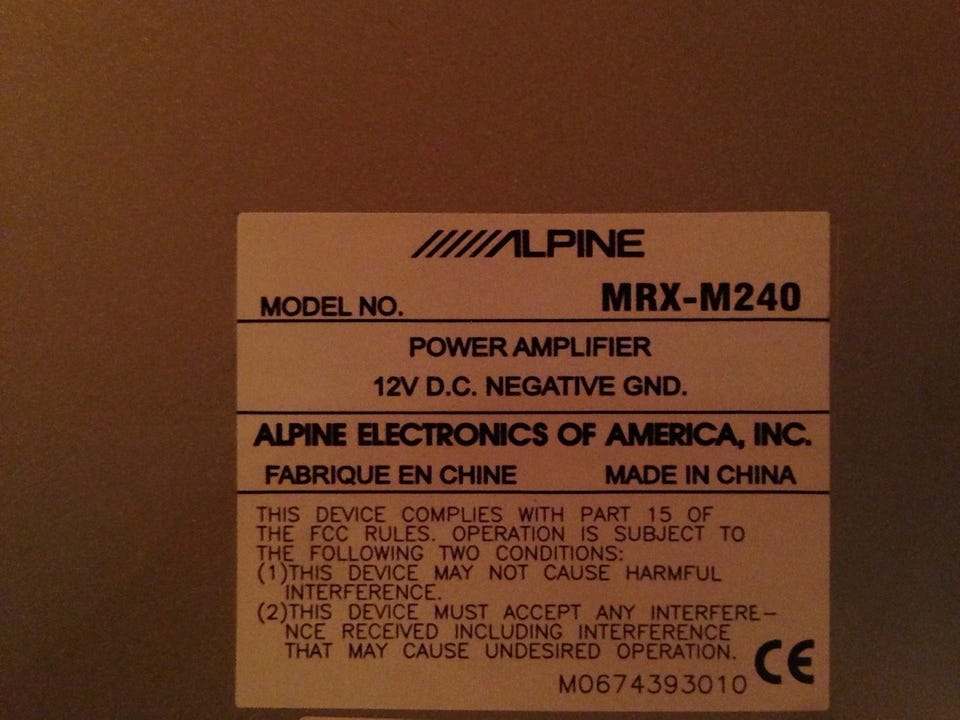 ALPINE
MODEL NO. MRX-M240
POWER AMPLIFIER
12V D.C. NEGATIVE GND.
ALPINE ELECTRONICS OF AMERICA, INC.
FABRIQUE EN CHINE MADE IN CHINA
THIS DEVICE COMPLIES WITH PART 15 OF
THE FCC RULES. OPERATION IS SUBJECT TO
THE FOLLOWING TWO CONDITIONS:
(1)THIS DEVICE MAY NOT CAUSE HARMFUL
INTERFERENCE.
(2)THIS DEVICE MUST ACCEPT ANY INTERFERE-
NCE RECEIVED INCLUDING INTERFERENCE
THAT MAY CAUSE UNDESIRED OPERATION.
CE
M0674393010